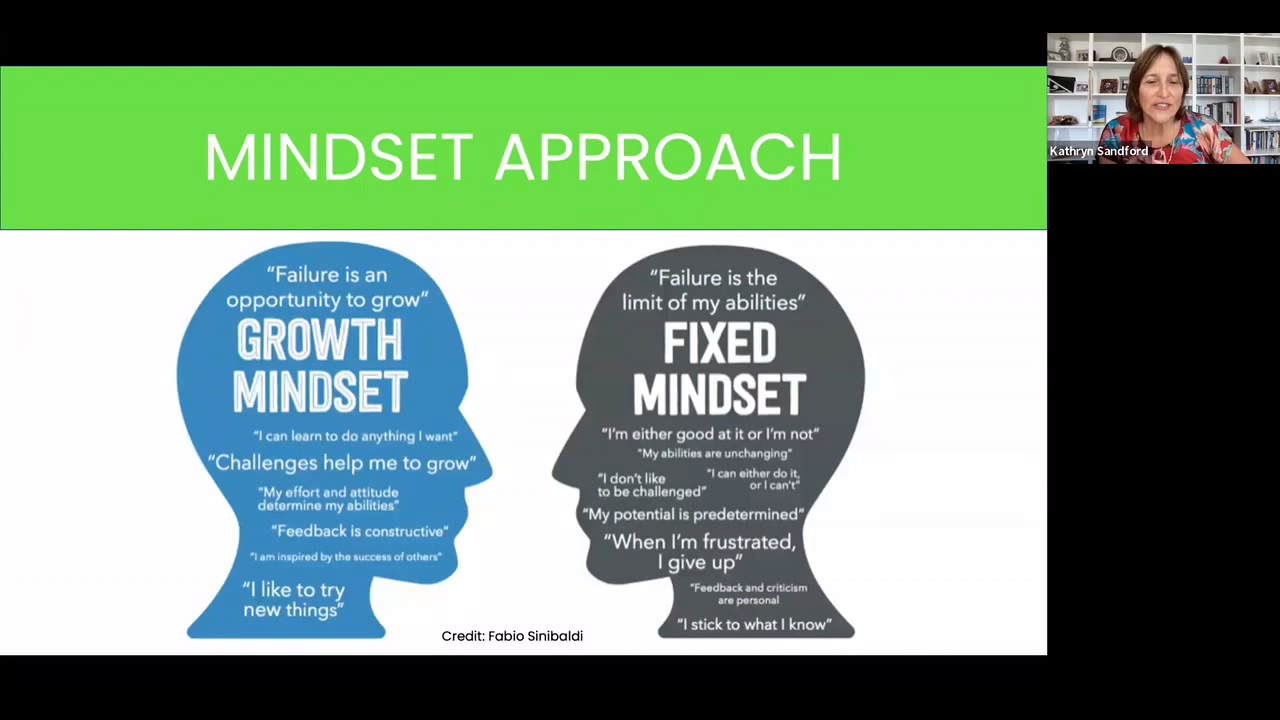 MINDSET APPROACH
Kathryn Sandford
“Failure is an
opportunity to grow”
GROWTH
MINDSET
“I can learn to do anything I want”
“Challenges help me to grow”
“My effort and attitude
determine my abilities”
“Feedback is constructive”
“I am inspired by the success of others”
“I like to try
new things”
“Failure is the
limit of my abilities”
FIXED
MINDSET
“I’m either good at it or I’m not”
“My abilities are unchanging”
“I don’t like
to be challenged”
“I can either do it,
or I can’t”
“My potential is predetermined”
“When I’m frustrated,
I give up”
“Feedback and criticism
are personal
“I stick to what I know”
Credit: Fabio Sinibaldi